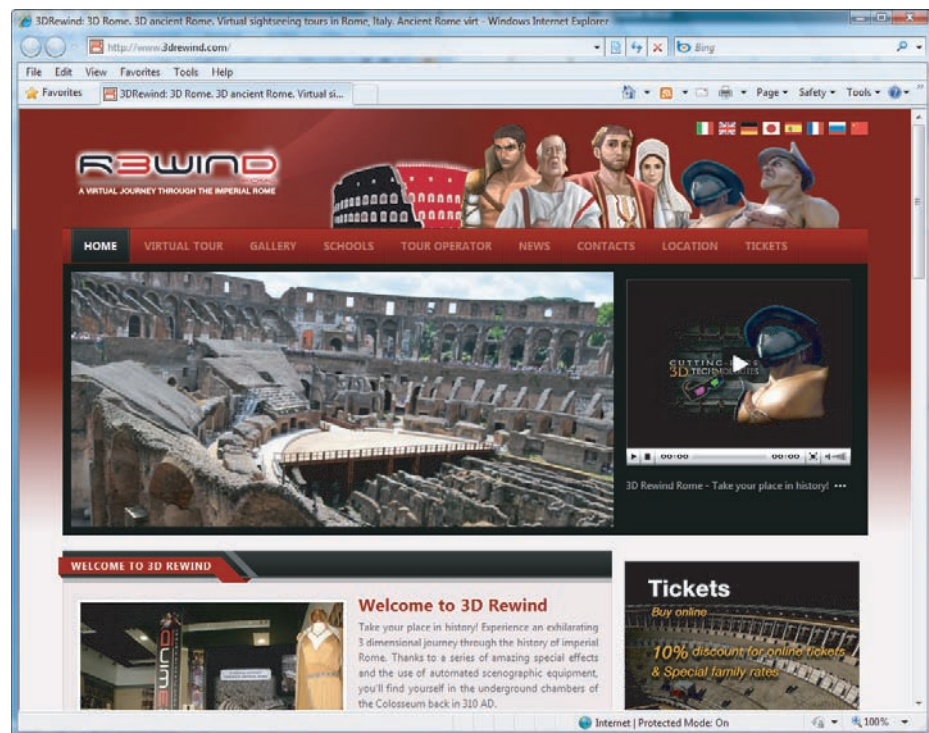 3DRewind: 3D Rome. 3D ancient Rome. Virtual sightseeing tours in Rome, Italy. Ancient Rome virt - Windows Internet Explorer
http://www.3drewind.com/
Bing
File Edit View Favorites Tools Help
Favorites 3DRewind: 3D Rome. 3D ancient Rome. Virtual si... Page Safety Tools
R3WIND
A VIRTUAL JOURNEY THROUGH THE IMPERIAL ROME
HOME VIRTUAL TOUR GALLERY SCHOOLS TOUR OPERATOR NEWS CONTACTS LOCATION TICKETS
CUTTING-EDGE
3D TECHNOLOGIES
00:00 00:00
3D Rewind Rome - Take your place in history! •••
WELCOME TO 3D REWIND
Welcome to 3D Rewind
Take your place in history! Experience an exhilarating
3 dimensional journey through the history of imperial
Rome. Thanks to a series of amazing special effects
and the use of automated scenographic equipment,
you'll find yourself in the underground chambers of
the Colosseum back in 310 AD.
Tickets
Buy online
10% discount for online tickets
& Special family rates
Internet | Protected Mode: On 100%